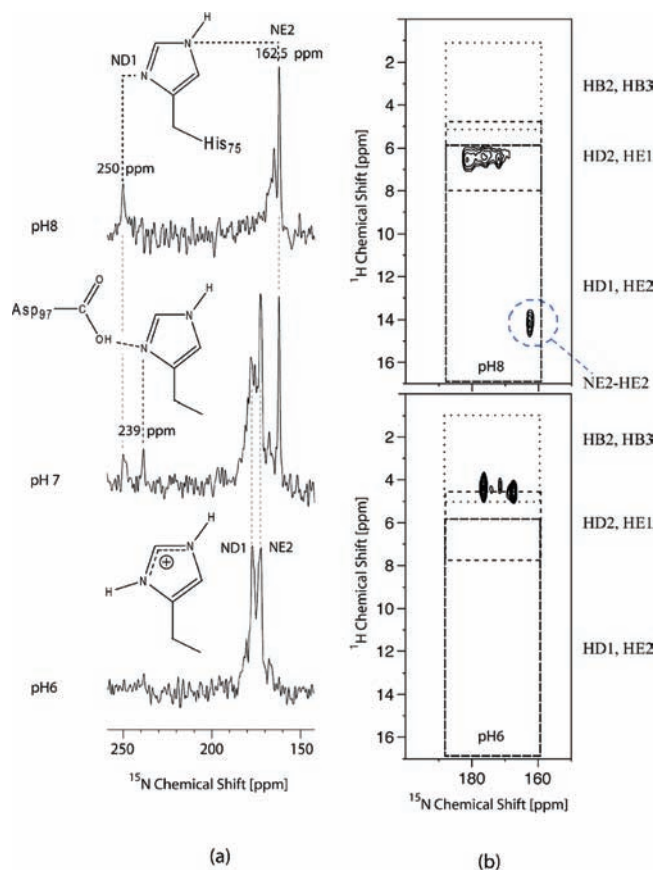 H
NE2
162,5 ppm
ND1
N
N
His75
250 ppm
pH8
O
Asp97
C
OH
H
N
N
239 ppm
pH 7
H
N
ND1
NE2
H
N
pH6
250
200
150
15N Chemical Shift [ppm]
(a)
2
4
6
8
10
12
14
16
1H Chemical Shift [ppm]
HB2, HB3
HD2, HE1
HD1, HE2
pH8
NE2-HE2
2
4
6
8
10
12
14
16
1H Chemical Shift [ppm]
HB2, HB3
HD2, HE1
HD1, HE2
pH6
180
160
15N Chemical Shift [ppm]
(b)